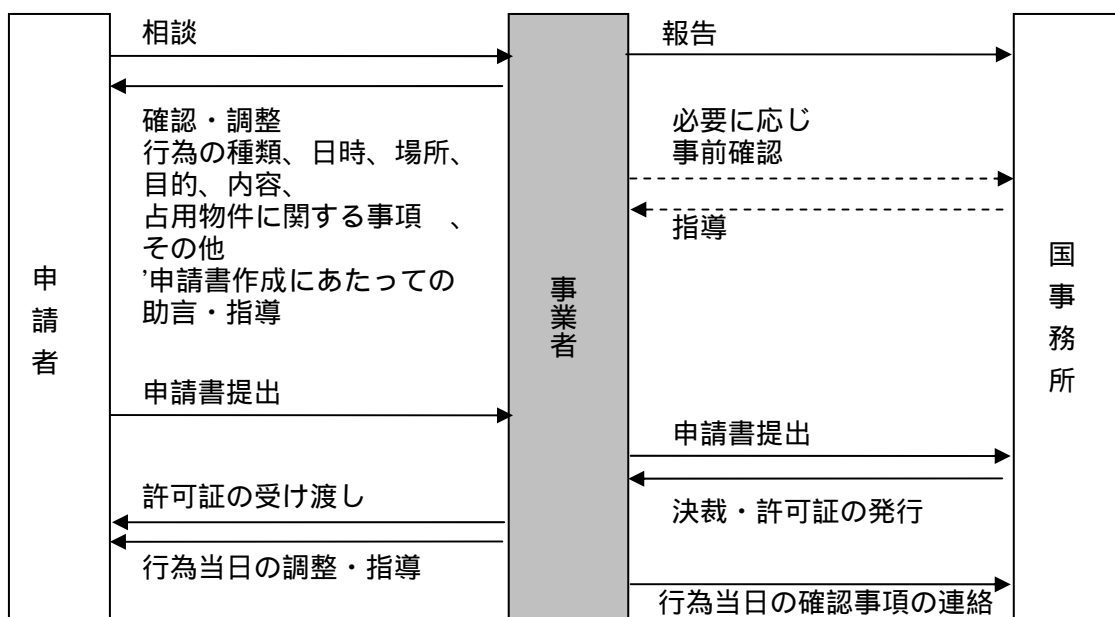 相談
報告
確認・調整
行為の種類、日時、場所、
目的、内容、
占用物件に関する事項　、
その他
’申請書作成にあたっての
助言・指導
必要に応じ
事前確認
指導
申請者
事業者
国事務所
申請書提出
申請書提出
許可証の受け渡し
決裁・許可証の発行
行為当日の調整・指導
行為当日の確認事項の連絡